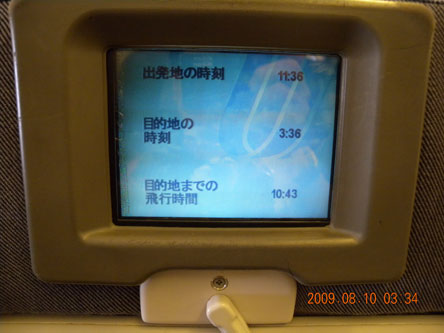 出発地の時刻 11:36
目的地の
時刻 3:36
目的地までの
飛行時間 10:43
2009.08.10 03:34